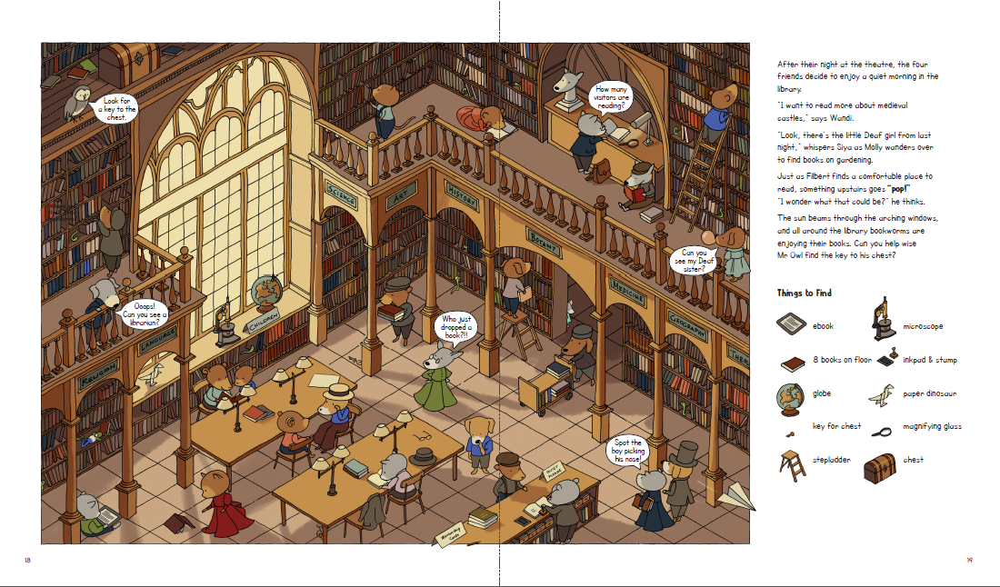 Look for
a key to the
chest.
How many
visitors are
reading?
SCIENCE
ART
HISTORY
BOTANY
Can you
see my Deaf
sister?
MEDICINE
GEOGRAPHY
Ooops!
Can you see a
librarian?
CHILDREN
LANGUAGE
RELIGION
Who just
dropped a
book?!!
Spot the
boy picking
his nose!
Membership
Cards
After their night at the theatre, the four
friends decide to enjoy a quiet morning in the
library.
"I want to read more about medieval
castles," says Wandi.
"Look, there's the little Deaf girl from last
night," whispers Siya as Molly wanders over
to find books on gardening.
Just as Filbert finds a comfortable place to
read, something upstairs goes "pop!"
"I wonder what that could be?" he thinks.
The sun beams through the arching windows,
and all around the library bookworms are
enjoying their books. Can you help wise
Mr Owl find the key to his chest?
Things to Find
ebook
microscope
8 books on floor
inkpad & stamp
globe
paper dinosaur
key for chest
magnifying glass
stepladder
chest
18
19